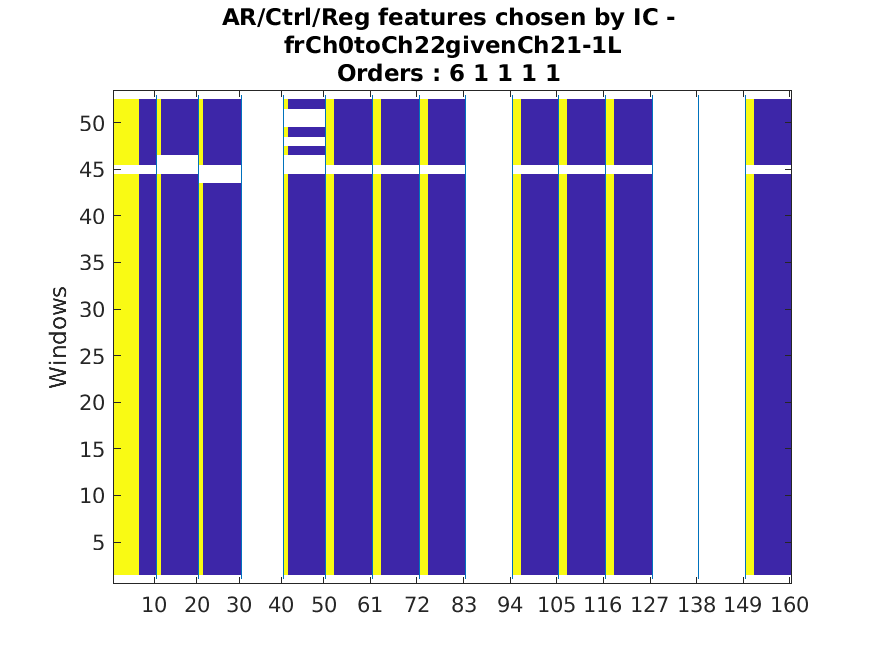 AR/Ctrl/Reg features chosen by IC -
frCh0toCh22givenCh21-1L
Orders : 6 1 1 1 1
50
45
40
35
30
25
20
15
10
5
Windows
10 20 30 40 50 61 72 83 94 105 116 127 138 149 160